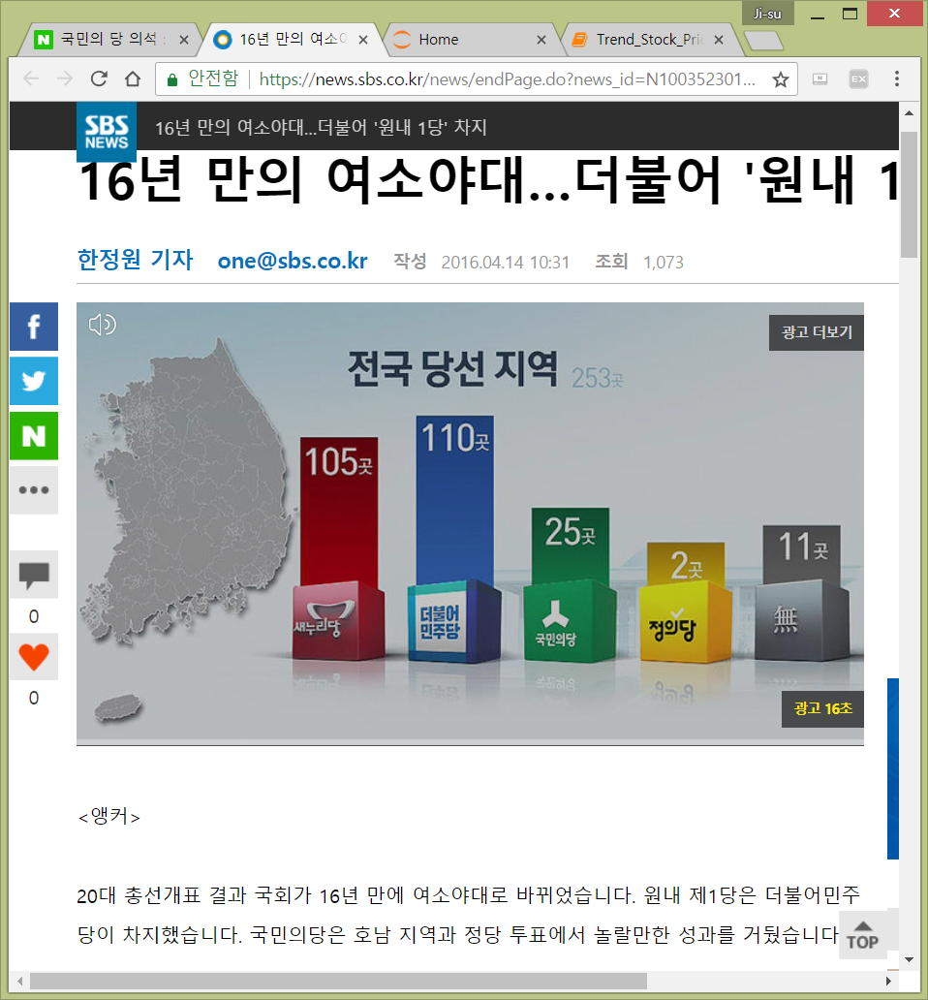 Ji-su
국민의 당 의석
16년 만의 여소야
Home
Trend_Stock_Pri
안전함
https://news.sbs.co.kr/news/endPage.do?news_id=N100352301...
EX
SBS
NEWS
16년 만의 여소야대...더불어 '원내 1당' 차지
16년 만의 여소야대...더불어 '원내 1
한정원 기자 one@sbs.co.kr 작성 2016.04.14 10:31 조회 1,073
광고 더보기
전국 당선 지역 253곳
105곳
110곳
25곳
2곳
11곳
새누리당
더불어
민주당
국민의당
정의당
無
광고 16초
0
0
<앵커>
20대 총선개표 결과 국회가 16년 만에 여소야대로 바뀌었습니다. 원내 제1당은 더불어민주
당이 차지했습니다. 국민의당은 호남 지역과 정당 투표에서 놀랄만한 성과를 거뒀습니다
TOP